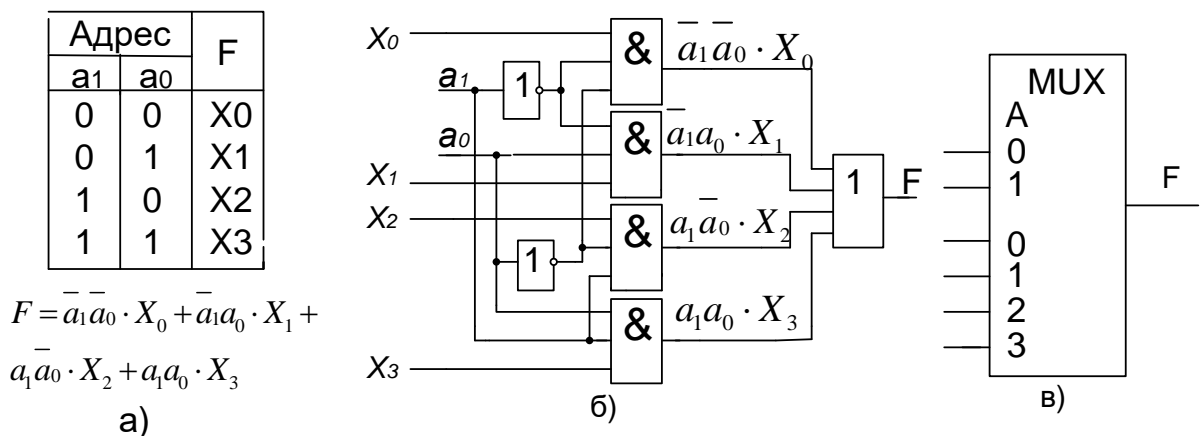 Адрес F
a1 a0
0 0 X0
0 1 X1
1 0 X2
1 1 X3
F = a̅₁a̅₀ · X₀ + a̅₁a₀ · X₁ +
a₁a̅₀ · X₂ + a₁a₀ · X₃
а)
X₀
a₁
a₀
X₁
X₂
X₃
1
1
&
&
&
&
a̅₁a̅₀ · X₀
a̅₁a₀ · X₁
a₁a̅₀ · X₂
a₁a₀ · X₃
1
F
б)
MUX
A
0
1
0
1
2
3
F
в)